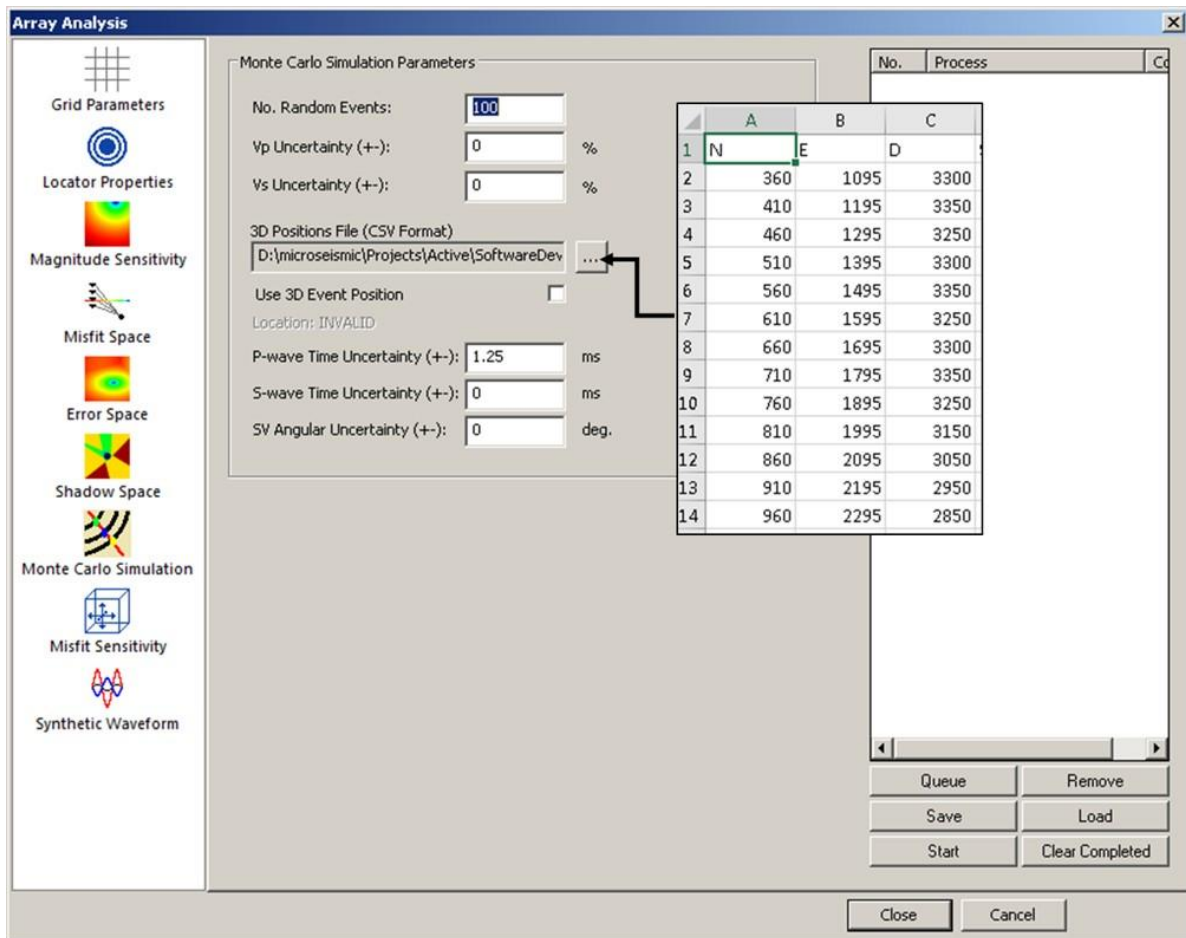 Array Analysis
Grid Parameters
Locator Properties
Magnitude Sensitivity
Misfit Space
Error Space
Shadow Space
Monte Carlo Simulation
Misfit Sensitivity
Synthetic Waveform
Monte Carlo Simulation Parameters
No. Random Events: 100
Vp Uncertainty (+-): 0 %
Vs Uncertainty (+-): 0 %
3D Positions File (CSV Format)
D:\microseismic\Projects\Active\SoftwareDev ...
Use 3D Event Position
Location: INVALID
P-wave Time Uncertainty (+-): 1.25 ms
S-wave Time Uncertainty (+-): 0 ms
SV Angular Uncertainty (+-): 0 deg.
A B C
1 N E D
2 360 1095 3300
3 410 1195 3350
4 460 1295 3250
5 510 1395 3300
6 560 1495 3350
7 610 1595 3250
8 660 1695 3300
9 710 1795 3350
10 760 1895 3250
11 810 1995 3150
12 860 2095 3050
13 910 2195 2950
14 960 2295 2850
No. Process
Queue Remove
Save Load
Start Clear Completed
Close Cancel